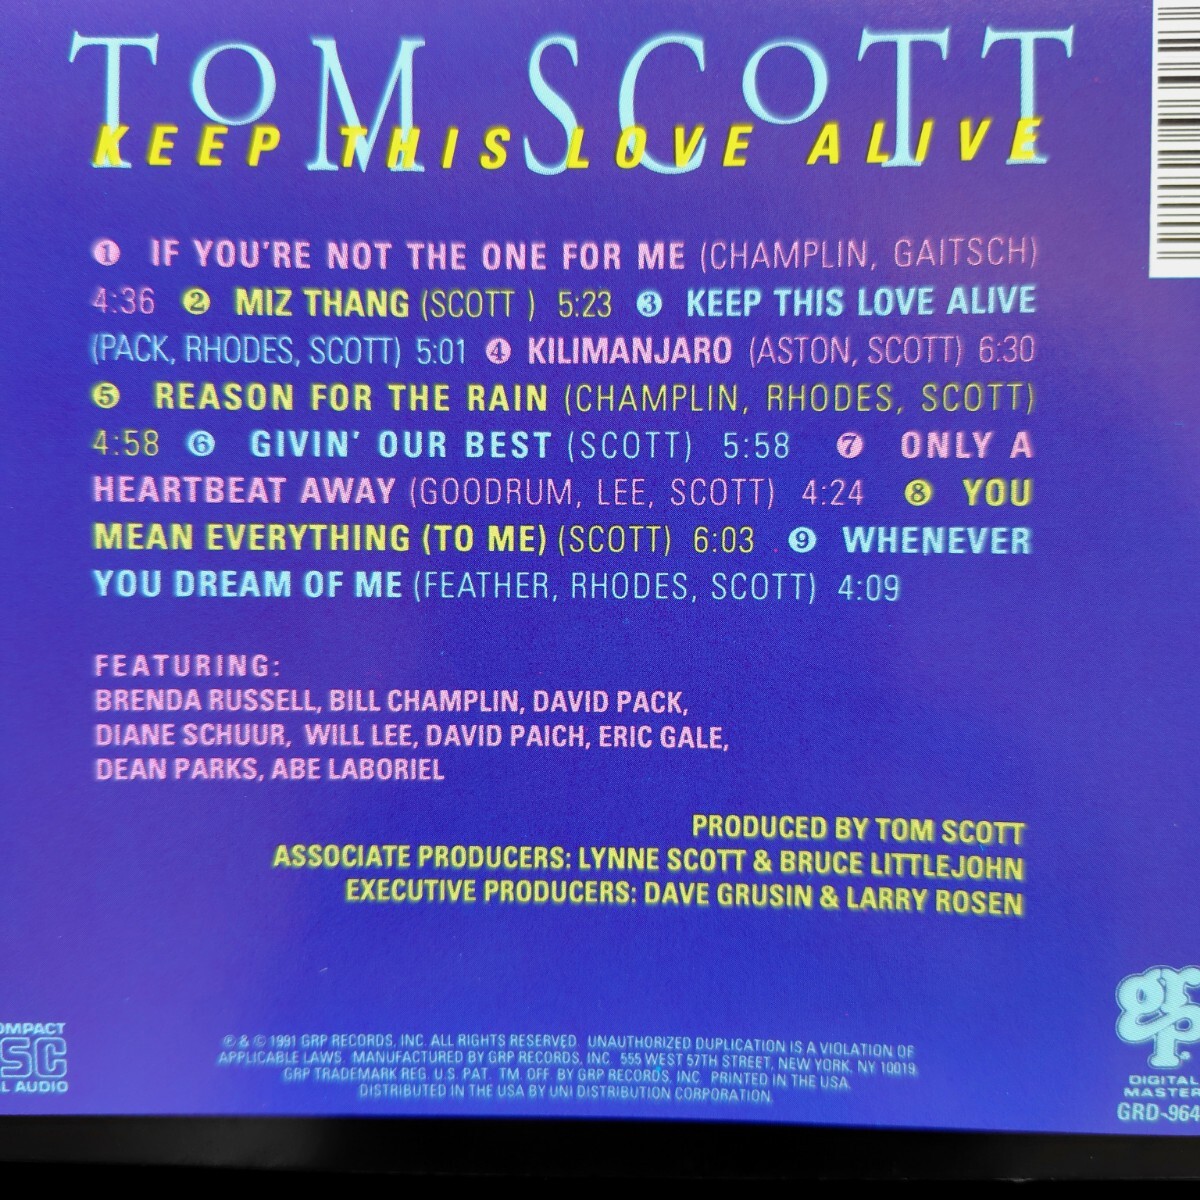 TOM SCOTT
KEEP THIS LOVE ALIVE
❶ IF YOU'RE NOT THE ONE FOR ME (CHAMPLIN, GAITSCH)
4:36 ❷ MIZ THANG (SCOTT ) 5:23 ❸ KEEP THIS LOVE ALIVE
(PACK, RHODES, SCOTT) 5:01 ❹ KILIMANJARO (ASTON, SCOTT) 6:30
❺ REASON FOR THE RAIN (CHAMPLIN, RHODES, SCOTT)
4:58 ❻ GIVIN' OUR BEST (SCOTT) 5:58 ❼ ONLY A
HEARTBEAT AWAY (GOODRUM, LEE, SCOTT) 4:24 ❽ YOU
MEAN EVERYTHING (TO ME) (SCOTT) 6:03 ❾ WHENEVER
YOU DREAM OF ME (FEATHER, RHODES, SCOTT) 4:09
FEATURING:
BRENDA RUSSELL, BILL CHAMPLIN, DAVID PACK,
DIANE SCHUUR, WILL LEE, DAVID PAICH, ERIC GALE,
DEAN PARKS, ABE LABORIEL
PRODUCED BY TOM SCOTT
ASSOCIATE PRODUCERS: LYNNE SCOTT & BRUCE LITTLEJOHN
EXECUTIVE PRODUCERS: DAVE GRUSIN & LARRY ROSEN
OMPACT
SC
L AUDIO
℗ & © 1991 GRP RECORDS, INC. ALL RIGHTS RESERVED. UNAUTHORIZED DUPLICATION IS A VIOLATION OF
APPLICABLE LAWS. MANUFACTURED BY GRP RECORDS, INC. 555 WEST 57TH STREET, NEW YORK, NY 10019.
GRP TRADEMARK REG. U.S. PAT. TM. OFF. BY GRP RECORDS, INC. PRINTED IN THE USA.
DISTRIBUTED IN THE USA BY UNI DISTRIBUTION CORPORATION.
grp
DIGITAL
MASTER
GRD-964